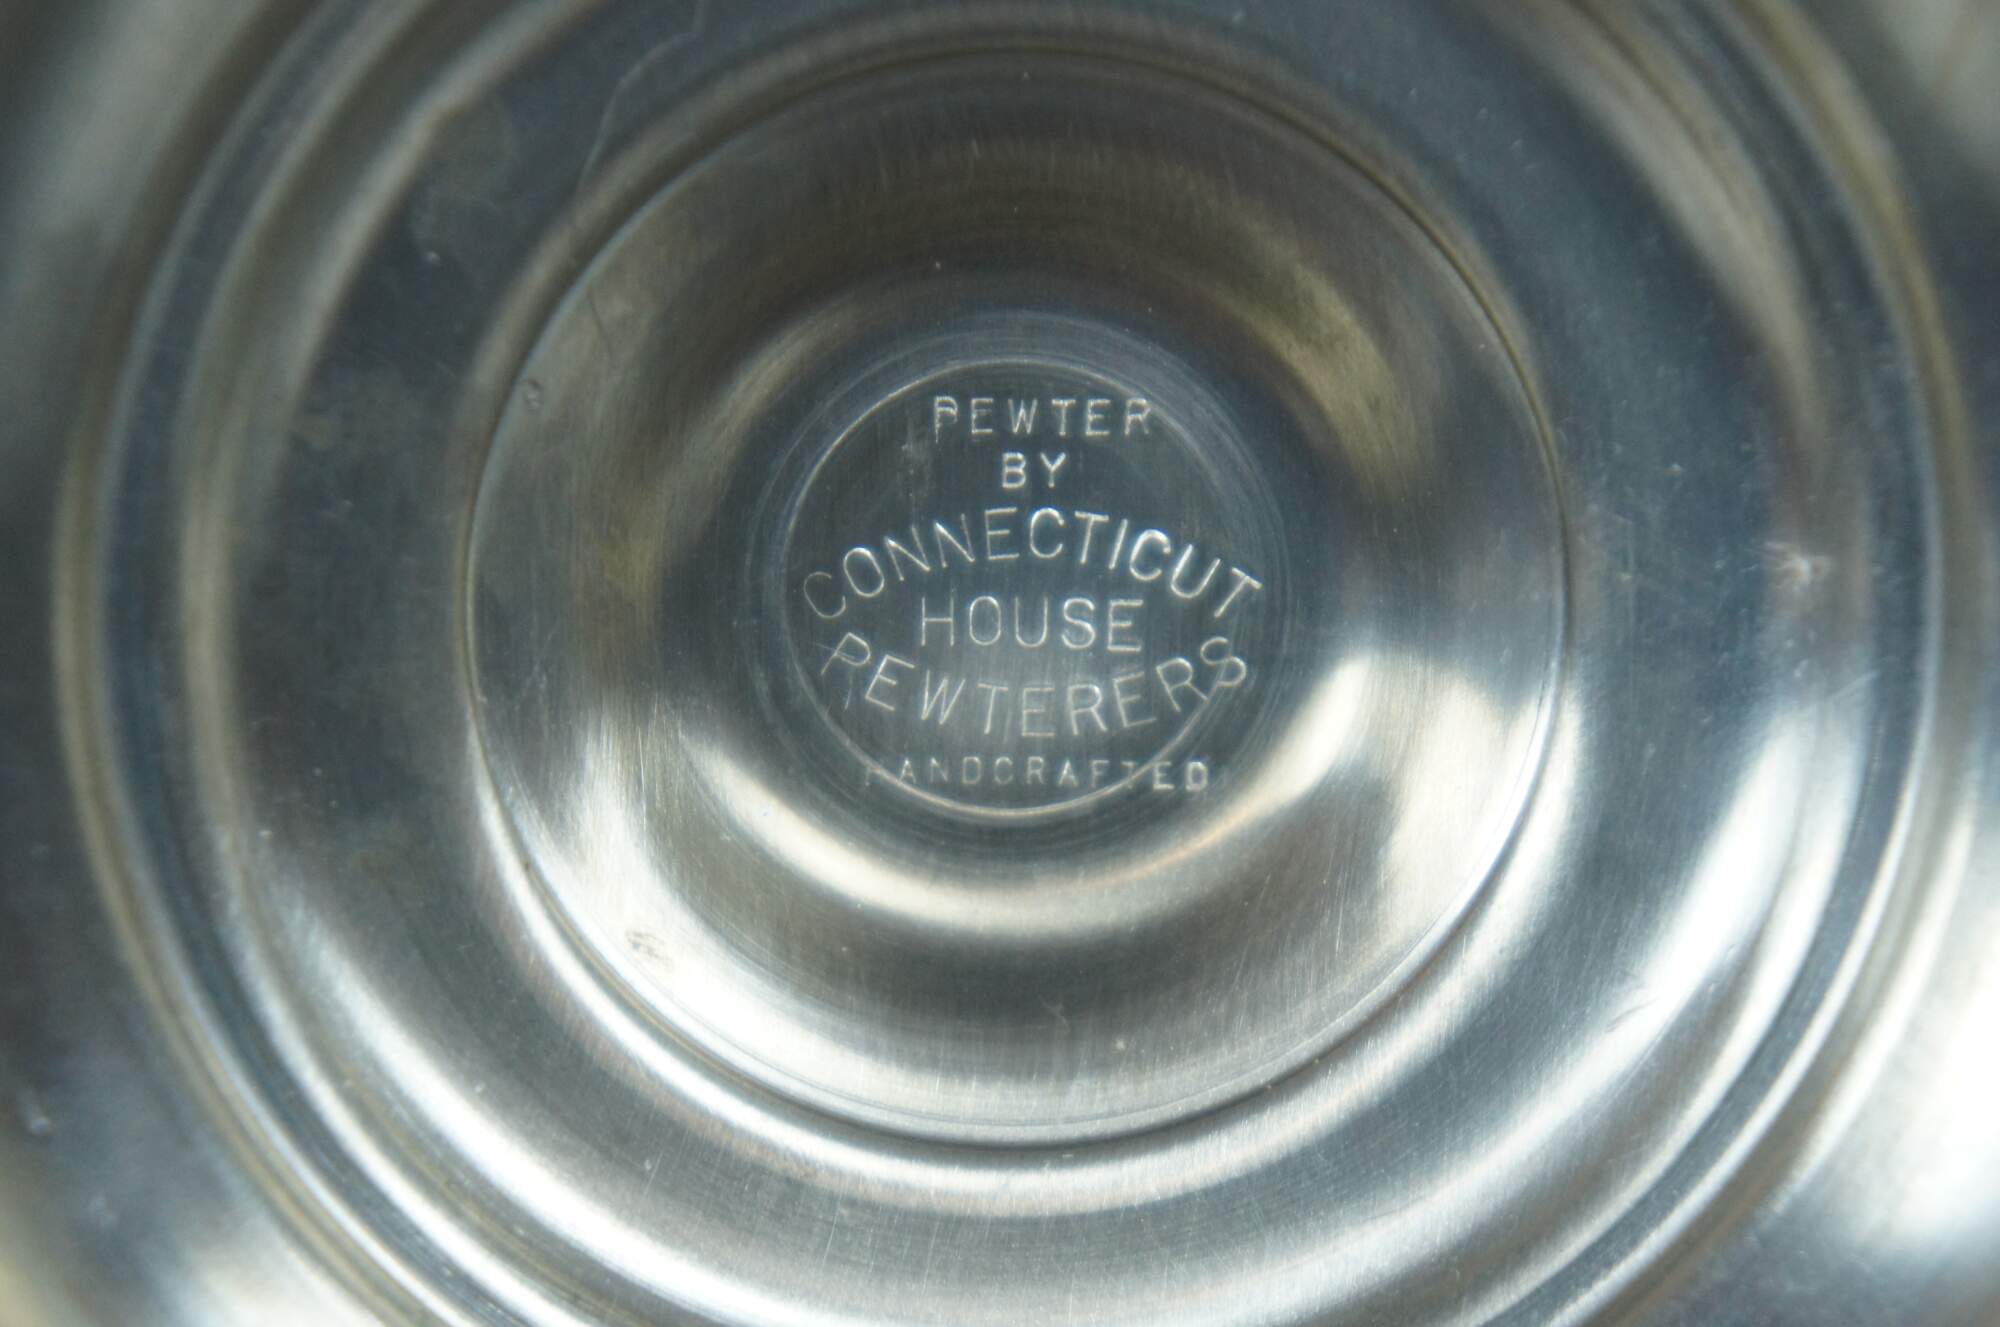 PEWTER
BY
CONNECTICUT
HOUSE
PEWTERERS
HANDCRAFTED